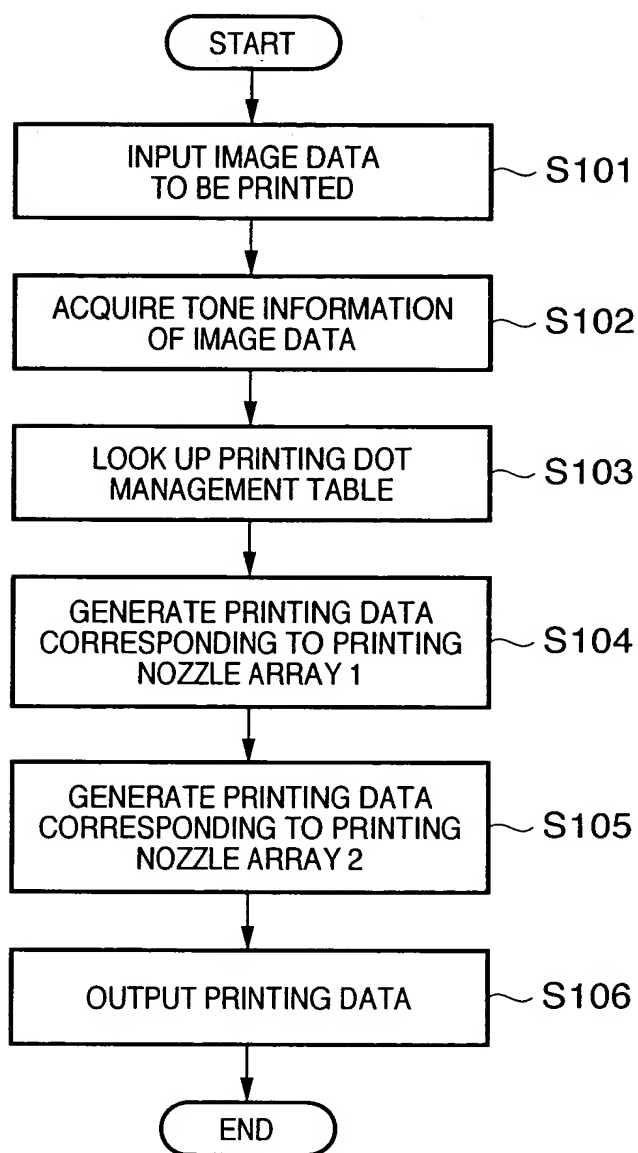 START
INPUT IMAGE DATA
TO BE PRINTED
S101
ACQUIRE TONE INFORMATION
OF IMAGE DATA
S102
LOOK UP PRINTING DOT
MANAGEMENT TABLE
S103
GENERATE PRINTING DATA
CORRESPONDING TO PRINTING
NOZZLE ARRAY 1
S104
GENERATE PRINTING DATA
CORRESPONDING TO PRINTING
NOZZLE ARRAY 2
S105
OUTPUT PRINTING DATA
S106
END